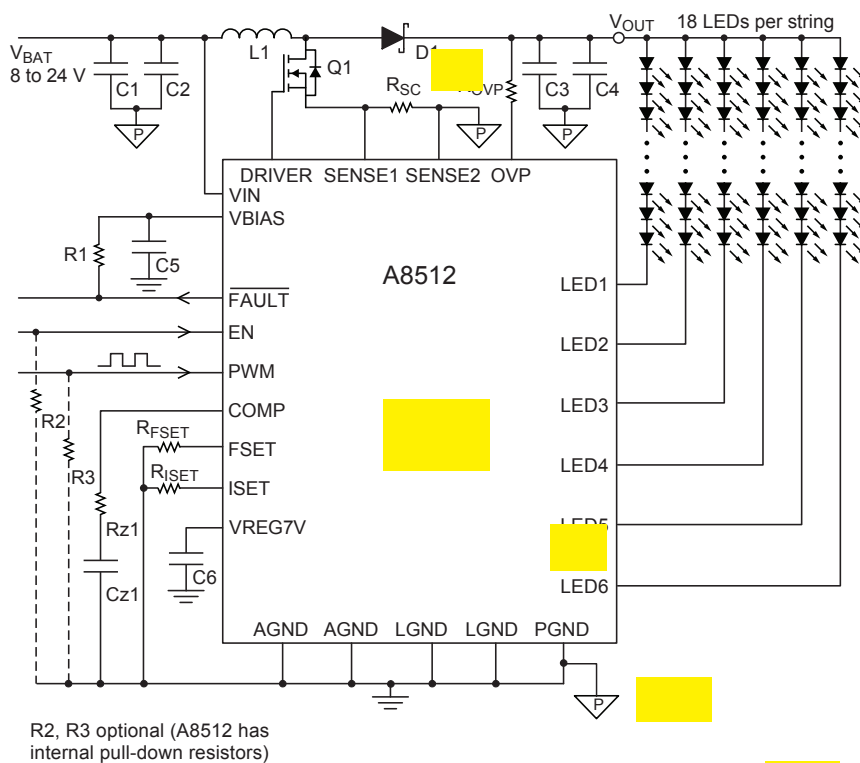 VOUT
18 LEDs per string
VBAT
8 to 24 V
C1
C2
L1
Q1
RSC
P
C3
C4
P
P
DRIVER
SENSE1
SENSE2
OVP
VIN
VBIAS
R1
C5
A8512
FAULT
LED1
EN
LED2
PWM
R2
COMP
LED3
RFSET
FSET
R3
RISET
ISET
LED4
Rz1
VREG7V
C6
Cz1
LED6
AGND
AGND
LGND
LGND
PGND
P
R2, R3 optional (A8512 has
internal pull-down resistors)